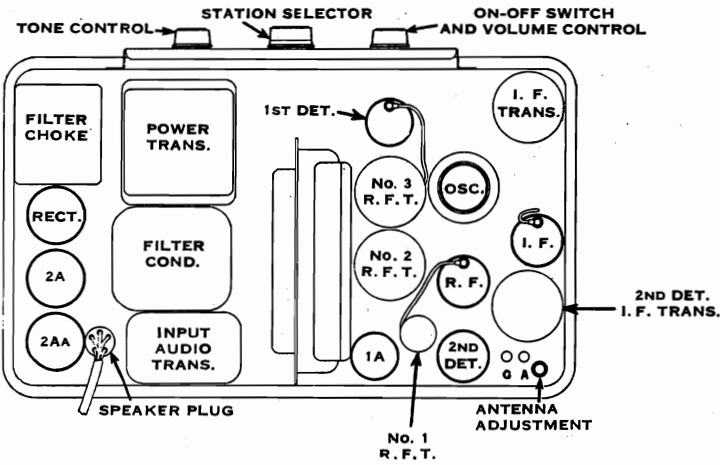 STATION SELECTOR
TONE CONTROL
ON-OFF SWITCH
AND VOLUME CONTROL
FILTER
CHOKE
POWER
TRANS.
1ST DET.
I. F.
TRANS.
No. 3
R. F. T.
OSC.
RECT.
FILTER
COND.
No. 2
R. F. T.
I. F.
2A
R. F.
2ND DET.
I. F. TRANS.
2AA
INPUT
AUDIO
TRANS.
1A
2ND
DET.
G A
SPEAKER PLUG
ANTENNA
ADJUSTMENT
No. 1
R. F. T.